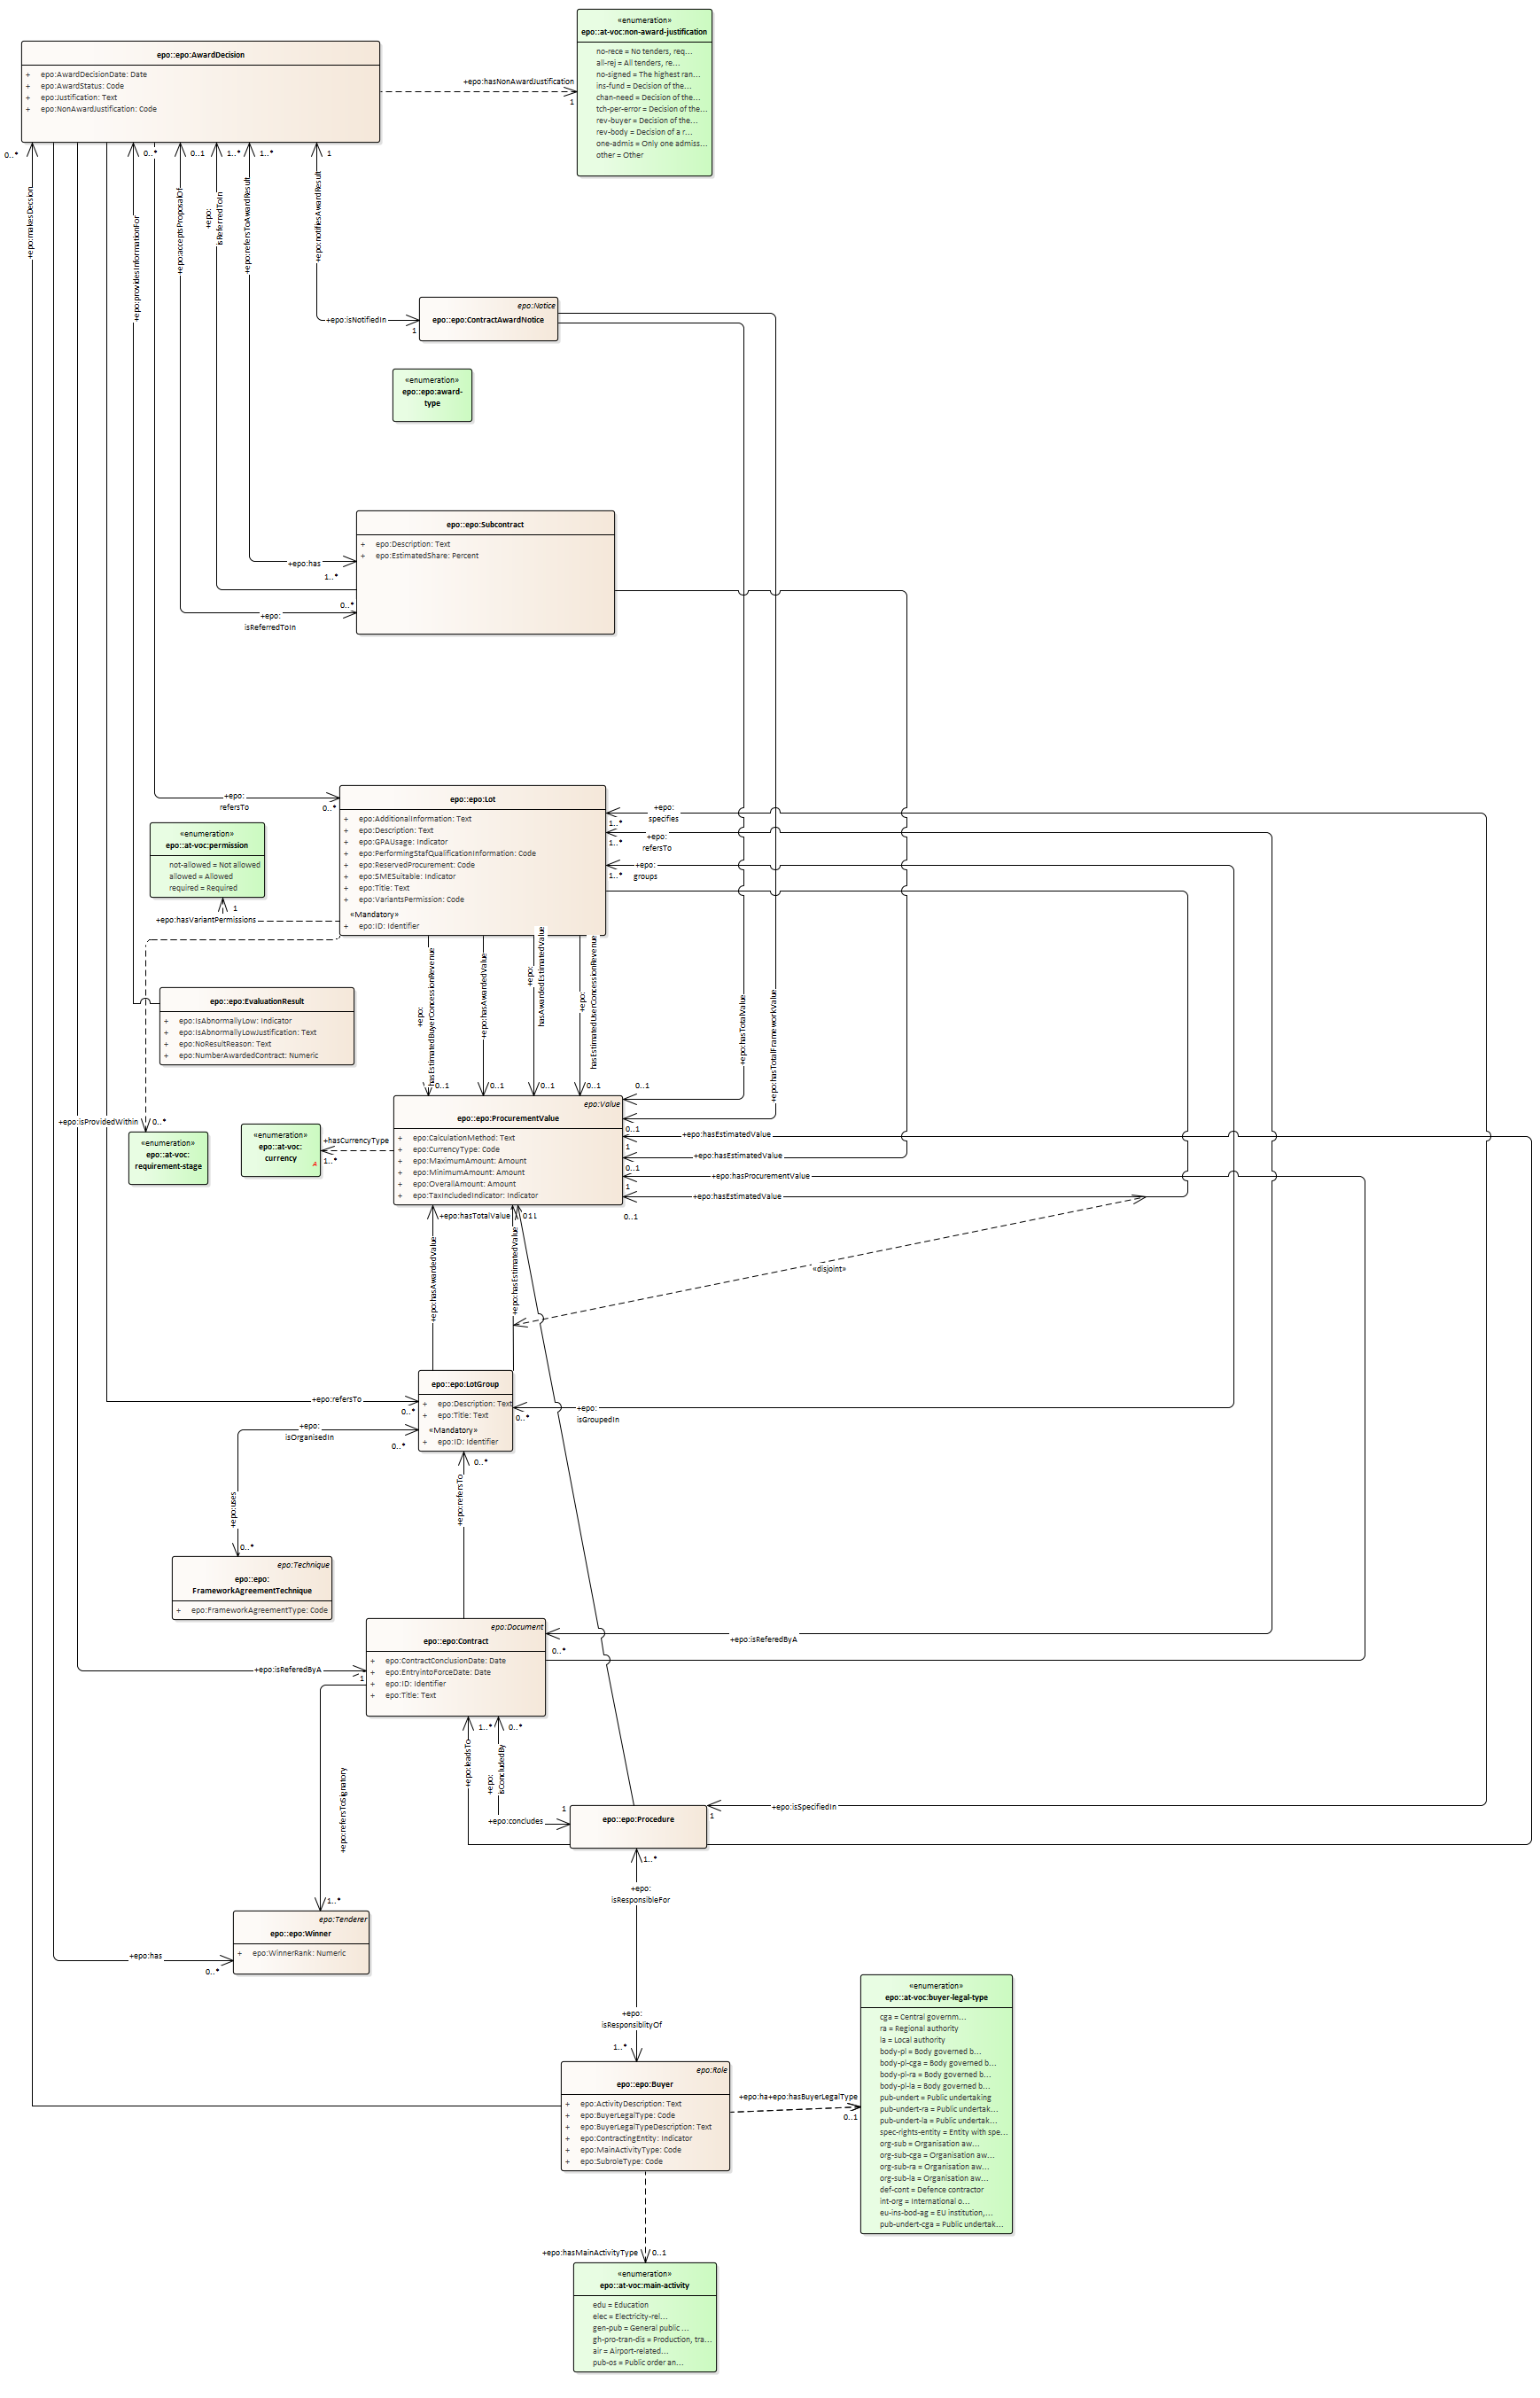 «enumeration»
epo::at-voc:non-award-justification
no-rece = No tenders, req...
all-rej = All tenders, re...
no-signed = The highest ran...
ins-fund = Decision of the...
chan-need = Decision of the...
tch-per-error = Decision of the...
rev-buyer = Decision of the...
rev-body = Decision of a r...
one-admis = Only one admiss...
other = Other
epo::epo:AwardDecision
+ epo:AwardDecisionDate: Date
+ epo:AwardStatus: Code
+ epo:Justification: Text
+ epo:NonAwardJustification: Code
+epo:hasNonAwardJustification
1
0..*
0..*
0..1
1..*
1..*
1
+epo:makesDecsion
+epo:providesInformationFor
+epo:acceptsProposalOf
+epo:
isReferredToIn
+epo:refersToAwardResult
+epo:notifiesAwardResult
epo:Notice
epo::epo:ContractAwardNotice
+epo:isNotifiedIn
1
«enumeration»
epo::epo:award-
type
epo::epo:Subcontract
+ epo:Description: Text
+ epo:EstimatedShare: Percent
+epo:has
1..*
0..*
+epo:
isReferredToIn
epo::epo:Lot
+ epo:AdditionalInformation: Text
+ epo:Description: Text
+ epo:GPAUsage: Indicator
+ epo:PerformingStafQualificationInformation: Code
+ epo:ReservedProcurement: Code
+ epo:SMESuitable: Indicator
+ epo:Title: Text
+ epo:VariantsPermission: Code
«Mandatory»
+ epo:ID: Identifier
+epo:
refersTo
0..*
+epo:
specifies
1..*
+epo:
refersTo
1..*
+epo:
groups
1..*
«enumeration»
epo::at-voc:permission
not-allowed = Not allowed
allowed = Allowed
required = Required
1
+epo:hasVariantPermissions
epo::epo:EvaluationResult
+ epo:IsAbnormallyLow: Indicator
+ epo:IsAbnormallyLowJustification: Text
+ epo:NoResultReason: Text
+ epo:NumberAwardedContract: Numeric
+epo:
hasEstimatedBuyerConcessionRevenue
+epo:hasAwardedValue
+epo:
hasAwardedEstimatedValue
+epo:
hasEstimatedUserConcessionRevenue
+epo:hasTotalValue
+epo:hasTotalFrameworkValue
0..1
0..1
0..1
0..1
0..1
+epo:isProvidedWithin
0..*
«enumeration»
epo::at-voc:
requirement-stage
«enumeration»
epo::at-voc:
currency
+hasCurrencyType
1..*
epo:Value
epo::epo:ProcurementValue
+ epo:CalculationMethod: Text
+ epo:CurrencyType: Code
+ epo:MaximumAmount: Amount
+ epo:MinimumAmount: Amount
+ epo:OverallAmount: Amount
+ epo:TaxIncludedIndicator: Indicator
0..1
+epo:hasEstimatedValue
1
+epo:hasEstimatedValue
0..1
+epo:hasProcurementValue
1
+epo:hasEstimatedValue
0..1
+epo:hasTotalValue
011
+epo:hasAwardedValue
+epo:hasEstimatedValue
«disjoint»
epo::epo:LotGroup
+ epo:Description: Text
+ epo:Title: Text
«Mandatory»
+ epo:ID: Identifier
+epo:refersTo
0..*
+epo:
isGroupedIn
0..*
+epo:
isOrganisedIn
0..*
0..*
+epo:refersTo
+epo:uses
0..*
epo:Technique
epo::epo:
FrameworkAgreementTechnique
+ epo:FrameworkAgreementType: Code
epo:Document
epo::epo:Contract
+ epo:ContractConclusionDate: Date
+ epo:EntryintoForceDate: Date
+ epo:ID: Identifier
+ epo:Title: Text
+epo:isReferedByA
0..*
+epo:isReferedByA
1
1..*
0..*
+epo:leadsTo
+epo:
isConcludedBy
+epo:refersToSignatory
+epo:concludes
1
epo::epo:Procedure
+epo:isSpecifiedIn
1
1..*
+epo:
isResponsibleFor
1..*
epo:Tenderer
epo::epo:Winner
+ epo:WinnerRank: Numeric
+epo:has
0..*
+epo:
isResponsiblityOf
1..*
epo:Role
epo::epo:Buyer
+ epo:ActivityDescription: Text
+ epo:BuyerLegalType: Code
+ epo:BuyerLegalTypeDescription: Text
+ epo:ContractingEntity: Indicator
+ epo:MainActivityType: Code
+ epo:SubroleType: Code
+epo:ha+epo:hasBuyerLegalType
0..1
«enumeration»
epo::at-voc:buyer-legal-type
cga = Central governm...
ra = Regional authority
la = Local authority
body-pl = Body governed b...
body-pl-cga = Body governed b...
body-pl-ra = Body governed b...
body-pl-la = Body governed b...
pub-undert = Public undertaking
pub-undert-ra = Public undertak...
pub-undert-la = Public undertak...
spec-rights-entity = Entity with spe...
org-sub = Organisation aw...
org-sub-cga = Organisation aw...
org-sub-ra = Organisation aw...
org-sub-la = Organisation aw...
def-cont = Defence contractor
int-org = International o...
eu-ins-bod-ag = EU institution,...
pub-undert-cga = Public undertak...
+epo:hasMainActivityType
0..1
«enumeration»
epo::at-voc:main-activity
edu = Education
elec = Electricity-rel...
gen-pub = General public ...
gh-pro-tran-dis = Production, tra...
air = Airport-related...
pub-os = Public order an...